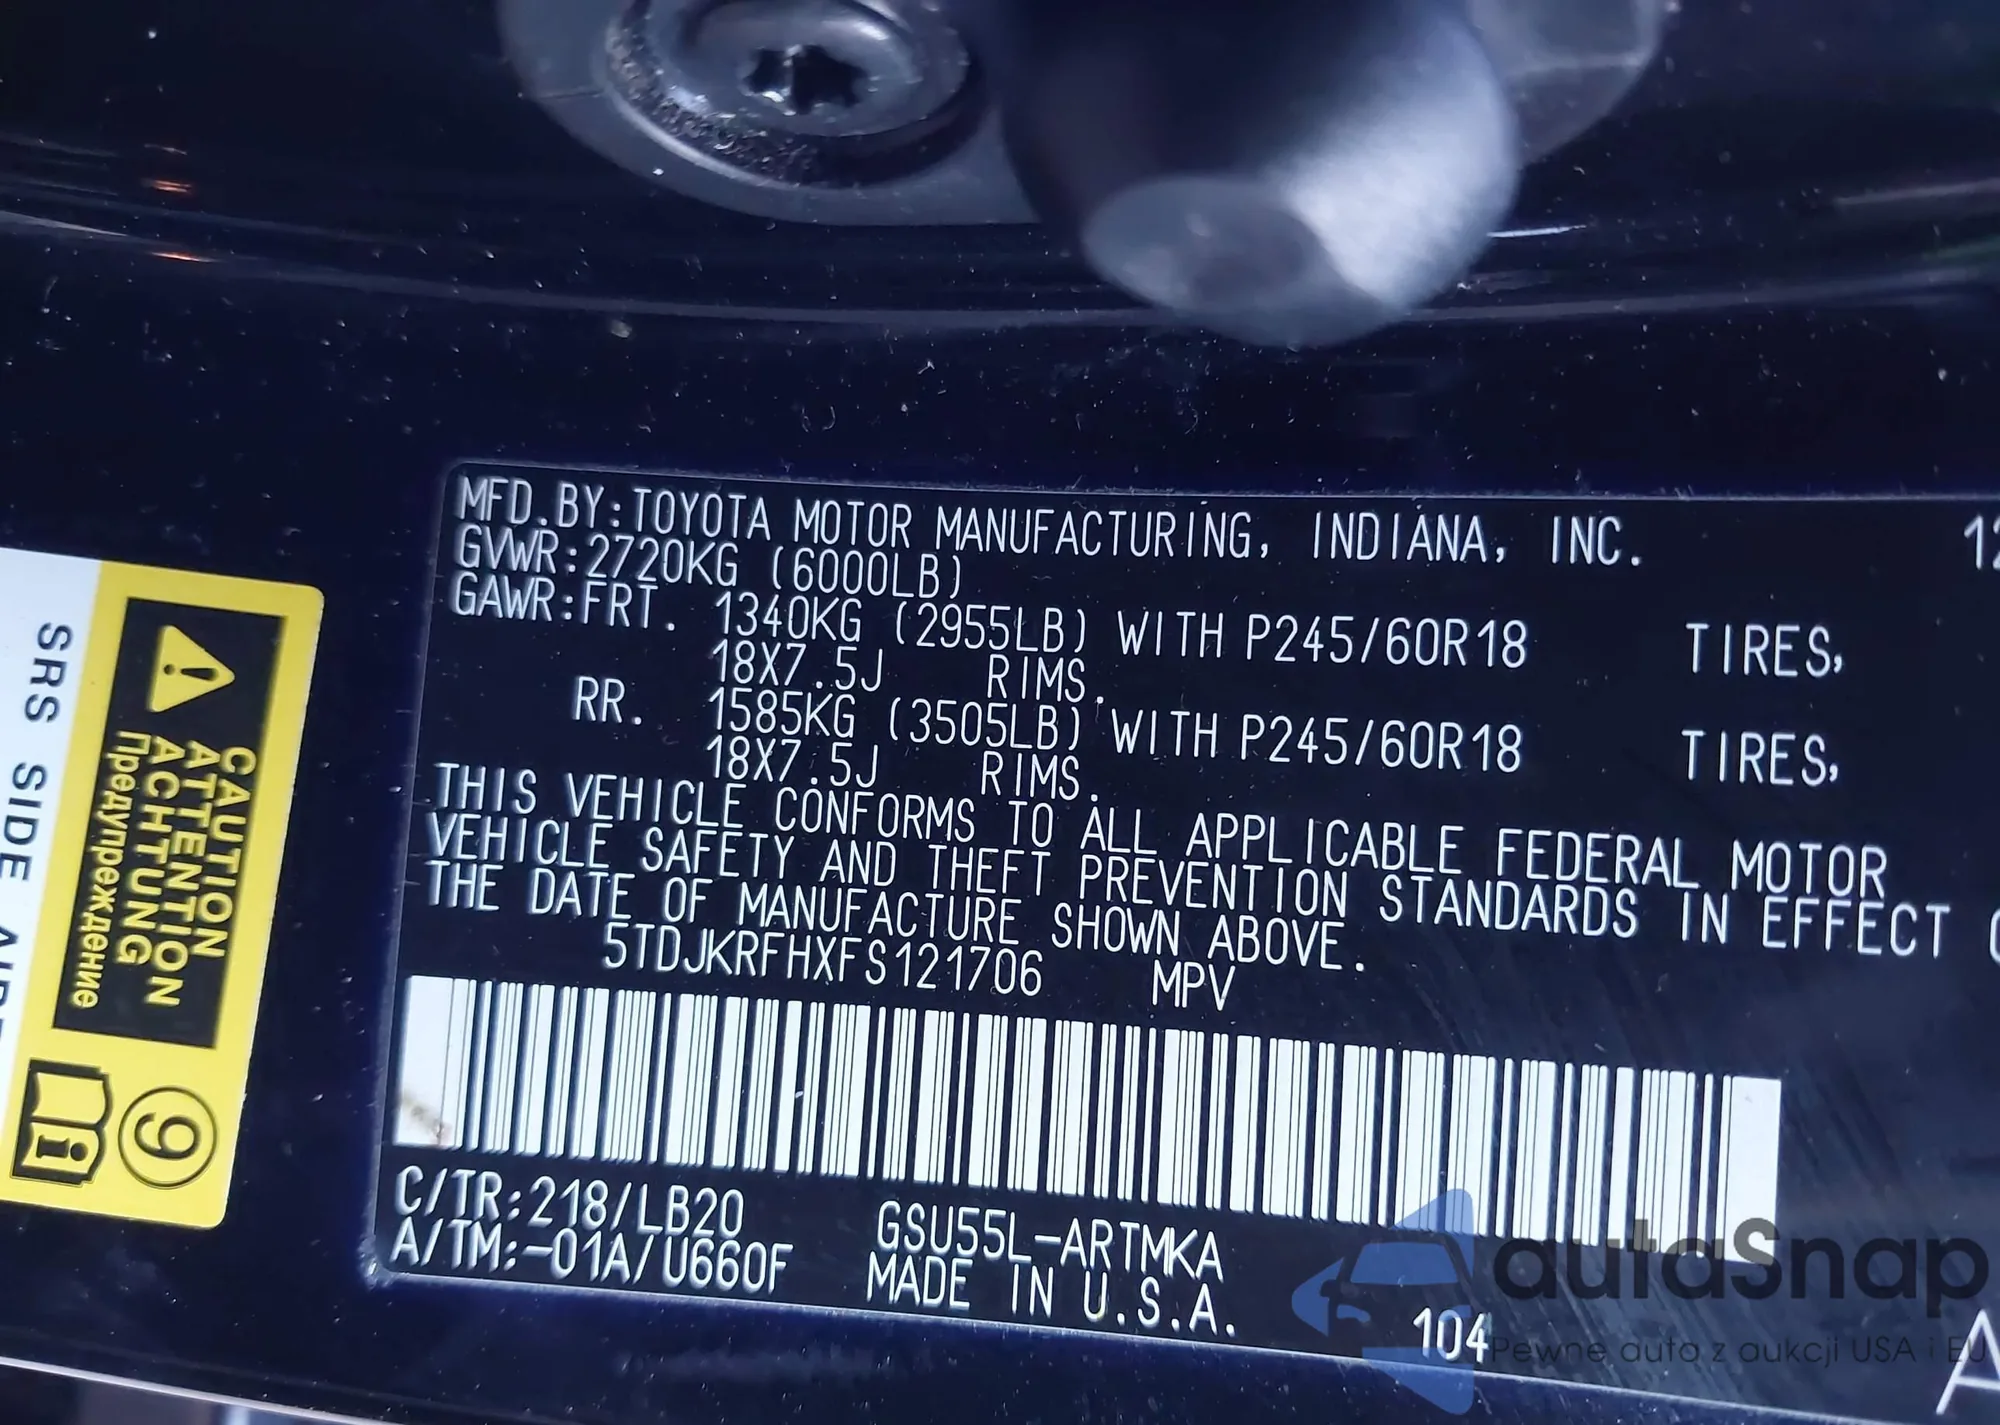 MFD.BY:TOYOTA MOTOR MANUFACTURING, INDIANA, INC. 12
GVWR:2720KG (6000LB)
GAWR:FRT. 1340KG (2955LB) WITH P245/60R18 TIRES,
18X7.5J RIMS.
RR. 1585KG (3505LB) WITH P245/60R18 TIRES,
18X7.5J RIMS.
THIS VEHICLE CONFORMS TO ALL APPLICABLE FEDERAL MOTOR
VEHICLE SAFETY AND THEFT PREVENTION STANDARDS IN EFFECT
THE DATE OF MANUFACTURE SHOWN ABOVE.
5TDJKRFHXFS121706 MPV
C/TR:218/LB20 GSU55L-ARTMKA
A/TM:-01A/U660F MADE IN U.S.A.
104
A
CAUTION
ATTENTION
ACHTUNG
Предупреждение
9
i
SRS SIDE
autaSnap
Pewne auta z aukcji USA i EU